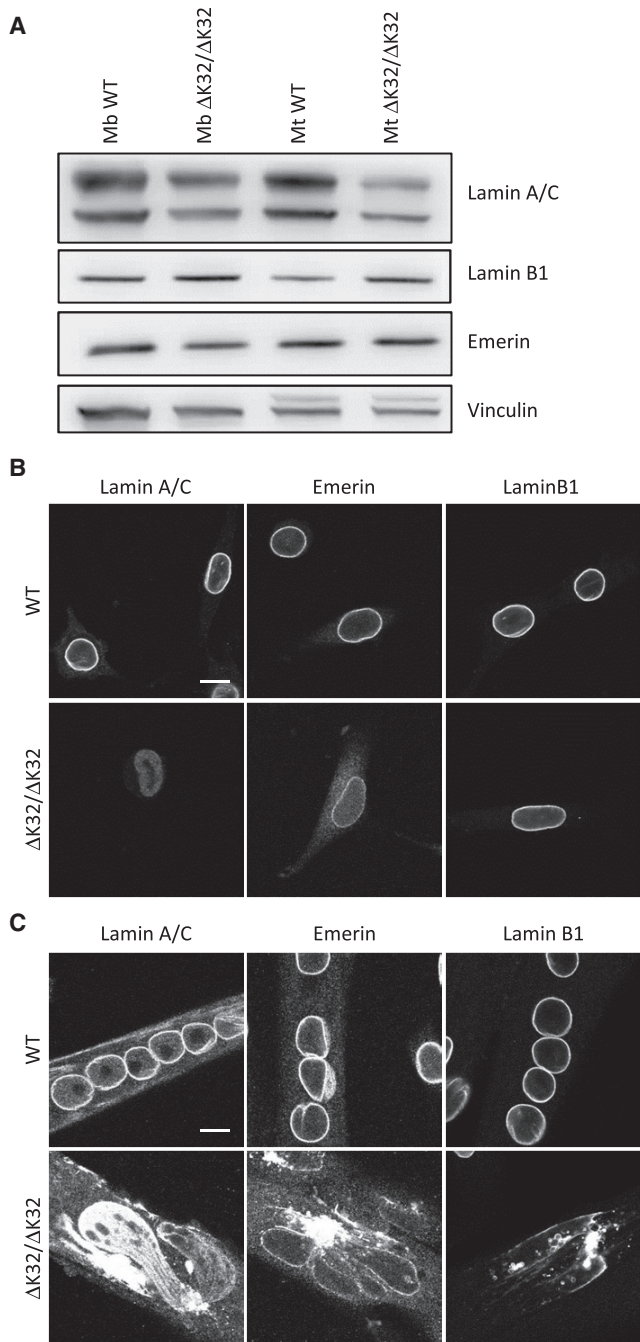 A
Mb WT
Mb ΔK32/ΔK32
Mt WT
Mt ΔK32/ΔK32
Lamin A/C
Lamin B1
Emerin
Vinculin
B
Lamin A/C
Emerin
LaminB1
WT
ΔK32/ΔK32
C
Lamin A/C
Emerin
Lamin B1
WT
ΔK32/ΔK32